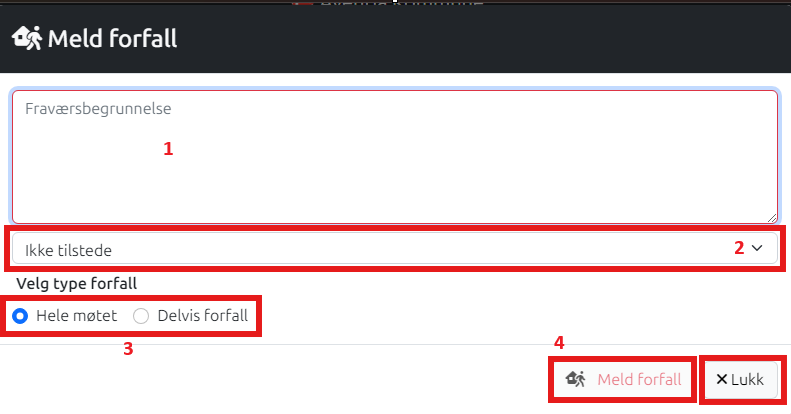 Meld forfall
Fraværsbegrunnelse
1
Ikke tilstede 2
Velg type forfall
Hele møtet Delvis forfall
3
4
Meld forfall Lukk